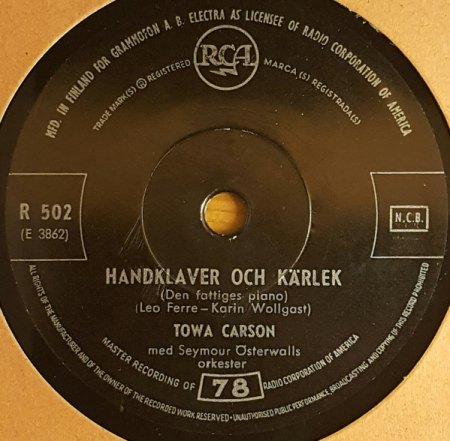 MFD. IN FINLAND FOR GRAMMOFON A. B. ELECTRA AS LICENSEE OF RADIO CORPORATION OF AMERICA
RCA
TRADE MARK(S) ® REGISTERED MARCA(S) REGISTRADA(S)
R 502
(E 3862)
N.C.B.
HANDKLAVER OCH KÄRLEK
(Den fattiges piano)
(Leo Ferre – Karin Wollgast)
TOWA CARSON
med Seymour Österwalls
orkester
MASTER RECORDING OF 78 RADIO CORPORATION OF AMERICA
ALL RIGHTS OF THE MANUFACTURER AND OF THE OWNER OF THE RECORDED WORK RESERVED • UNAUTHORISED PUBLIC PERFORMANCE, BROADCASTING AND COPYING OF THIS RECORD PROHIBITED